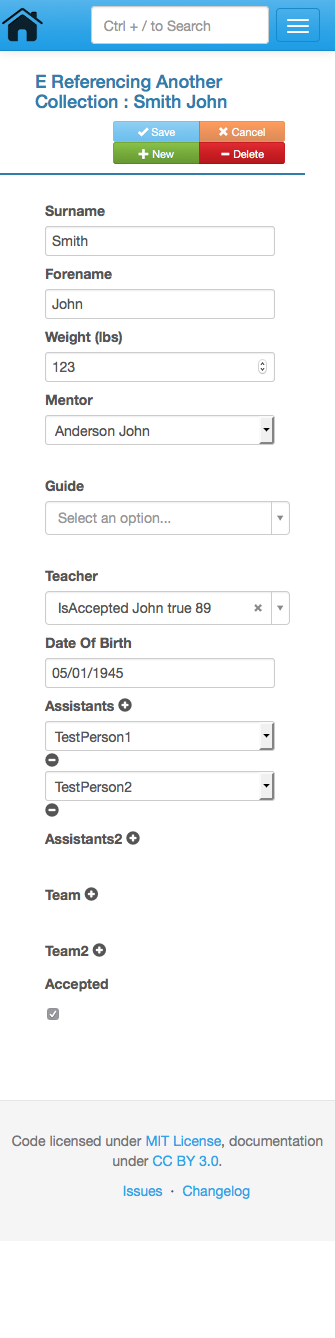 Ctrl + / to Search
E Referencing Another
Collection : Smith John
Save Cancel
New Delete
Surname
Smith
Forename
John
Weight (lbs)
123
Mentor
Anderson John
Guide
Select an option...
Teacher
IsAccepted John true 89
Date Of Birth
05/01/1945
Assistants
TestPerson1
TestPerson2
Assistants2
Team
Team2
Accepted
Code licensed under MIT License, documentation
under CC BY 3.0.
Issues · Changelog